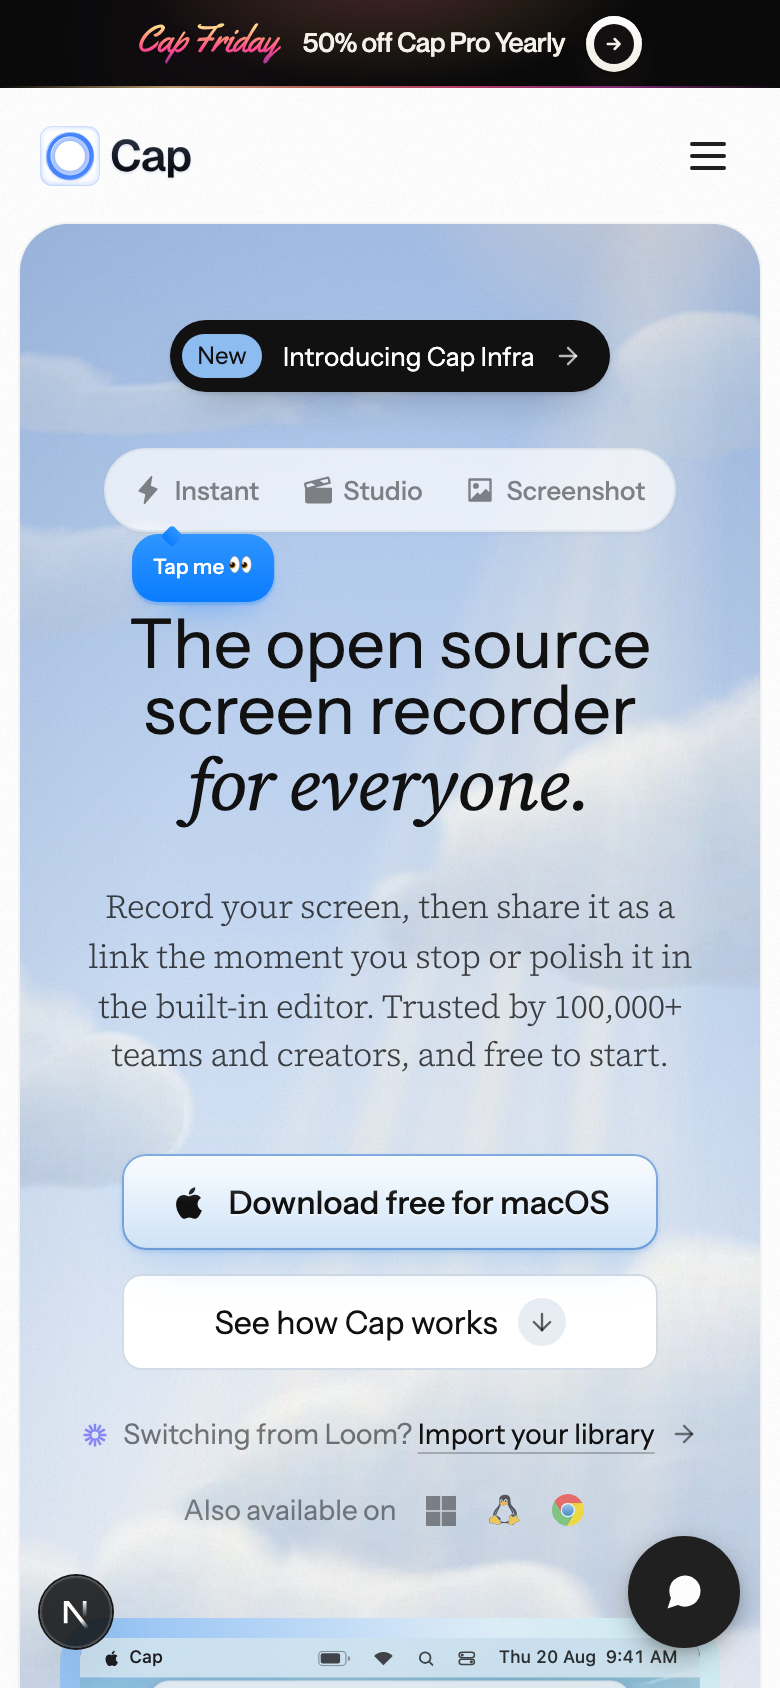 Cap Friday 50% off Cap Pro Yearly
Cap
New Introducing Cap Infra
Instant Studio Screenshot
Tap me 👀
The open source
screen recorder
for everyone.
Record your screen, then share it as a
link the moment you stop or polish it in
the built-in editor. Trusted by 100,000+
teams and creators, and free to start.
Download free for macOS
See how Cap works
Switching from Loom? Import your library
Also available on
N
Cap Thu 20 Aug 9:41 AM